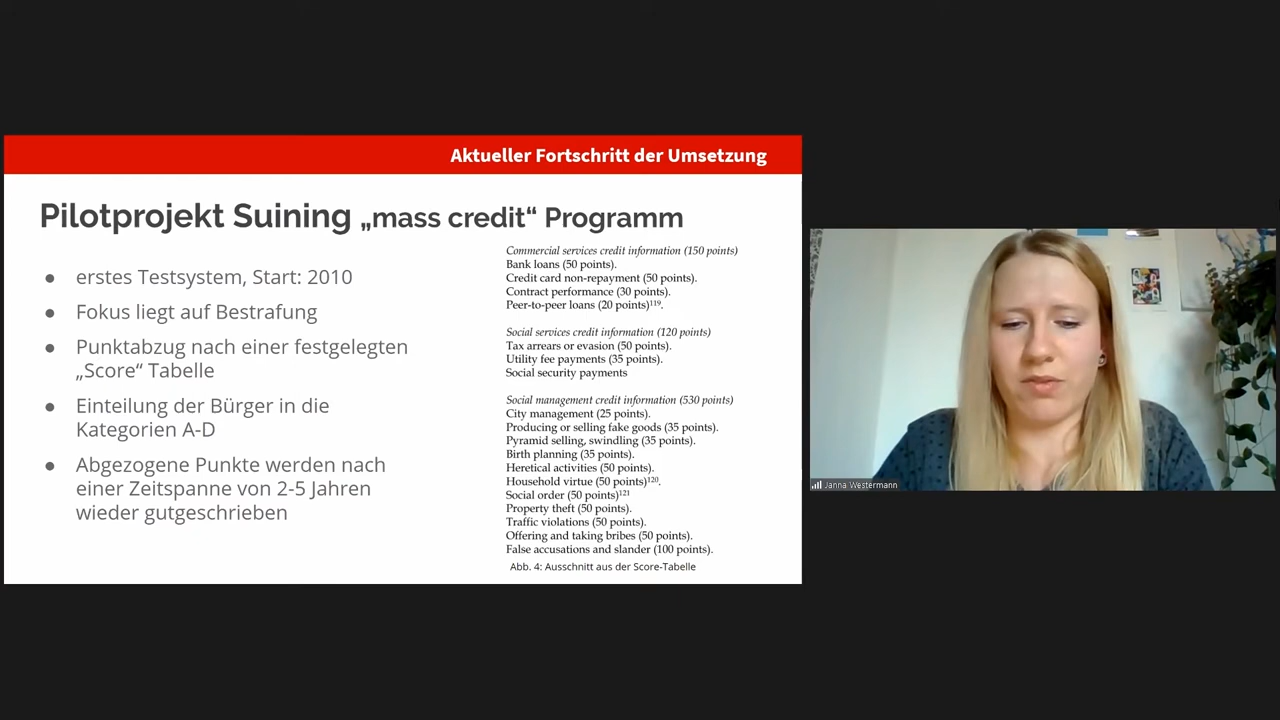 Aktueller Fortschritt der Umsetzung
Pilotprojekt Suining „mass credit“ Programm
● erstes Testsystem, Start: 2010
● Fokus liegt auf Bestrafung
● Punktabzug nach einer festgelegten
„Score“ Tabelle
● Einteilung der Bürger in die
Kategorien A-D
● Abgezogene Punkte werden nach
einer Zeitspanne von 2-5 Jahren
wieder gutgeschrieben
Commercial services credit information (150 points)
Bank loans (50 points).
Credit card non-repayment (50 points).
Contract performance (30 points).
Peer-to-peer loans (20 points)¹¹⁹.
Social services credit information (120 points)
Tax arrears or evasion (50 points).
Utility fee payments (35 points).
Social security payments
Social management credit information (530 points)
City management (25 points).
Producing or selling fake goods (35 points).
Pyramid selling, swindling (35 points).
Birth planning (35 points).
Heretical activities (50 points).
Household virtue (50 points)¹²⁰.
Social order (50 points)¹²¹
Property theft (50 points).
Traffic violations (50 points).
Offering and taking bribes (50 points).
False accusations and slander (100 points).
Abb. 4: Ausschnitt aus der Score-Tabelle
Janna Westermann